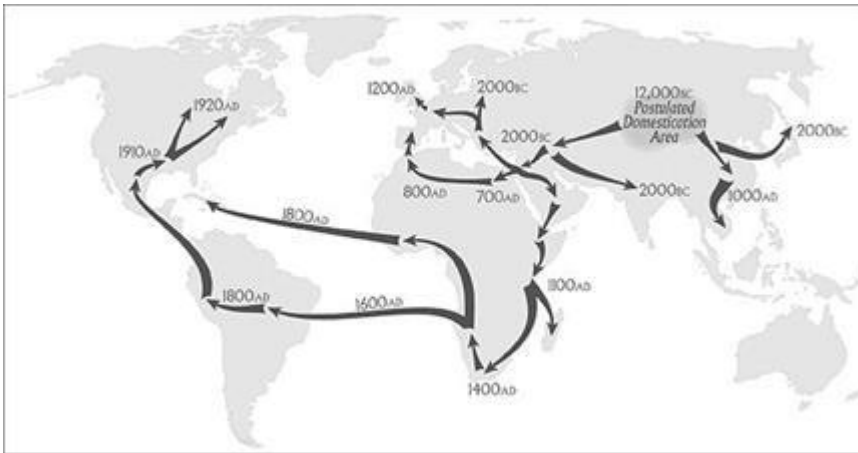 1920AD
1200AD
2000BC
12,000BC
Postulated
Domestication
Area
2000BC
2000BC
1910AD
800AD
700AD
2000BC
1000AD
1800AD
1100AD
1800AD
1600AD
1400AD